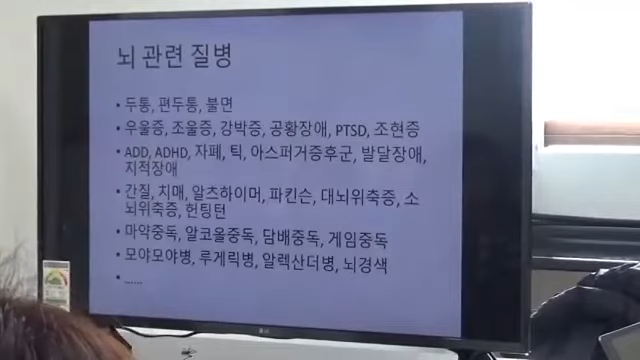 뇌 관련 질병
• 두통, 편두통, 불면
• 우울증, 조울증, 강박증, 공황장애, PTSD, 조현증
• ADD, ADHD, 자폐, 틱, 아스퍼거증후군, 발달장애,
지적장애
• 간질, 치매, 알츠하이머, 파킨슨, 대뇌위축증, 소
뇌위축증, 헌팅턴
• 마약중독, 알코올중독, 담배중독, 게임중독
• 모야모야병, 루게릭병, 알렉산더병, 뇌경색
• ......
LG